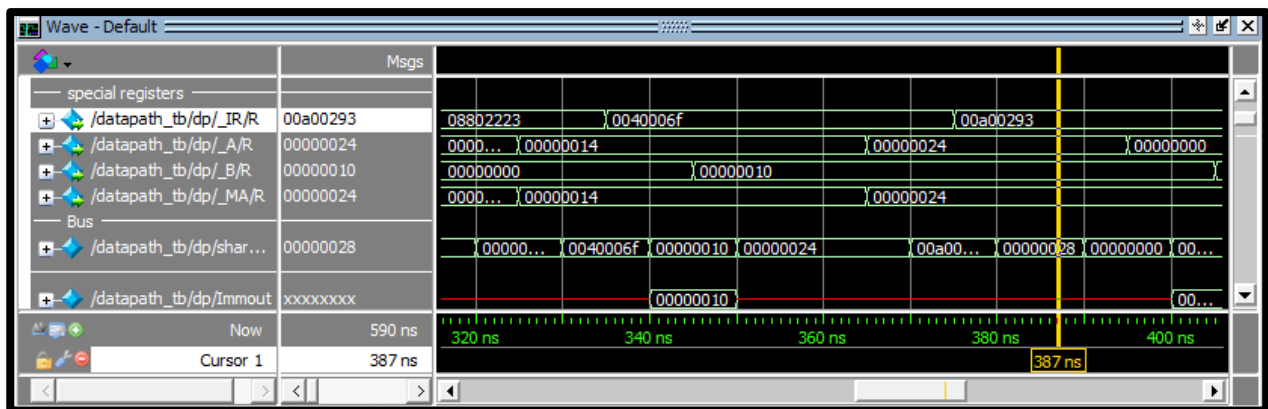 Wave - Default
Msgs
special registers
/datapath_tb/dp/_IR/R 00a00293 08802223 0040006f 00a00293
/datapath_tb/dp/_A/R 00000024 0000... 00000014 00000024 00000000
/datapath_tb/dp/_B/R 00000010 00000000 00000010
/datapath_tb/dp/_MA/R 00000024 0000... 00000014 00000024
Bus
/datapath_tb/dp/shar... 00000028 00000... 0040006f 00000010 00000024 00a00... 00000028 00000000 00...
/datapath_tb/dp/Immout xxxxxxxx 00000010 00...
Now 590 ns 320 ns 340 ns 360 ns 380 ns 400 ns
Cursor 1 387 ns 387 ns